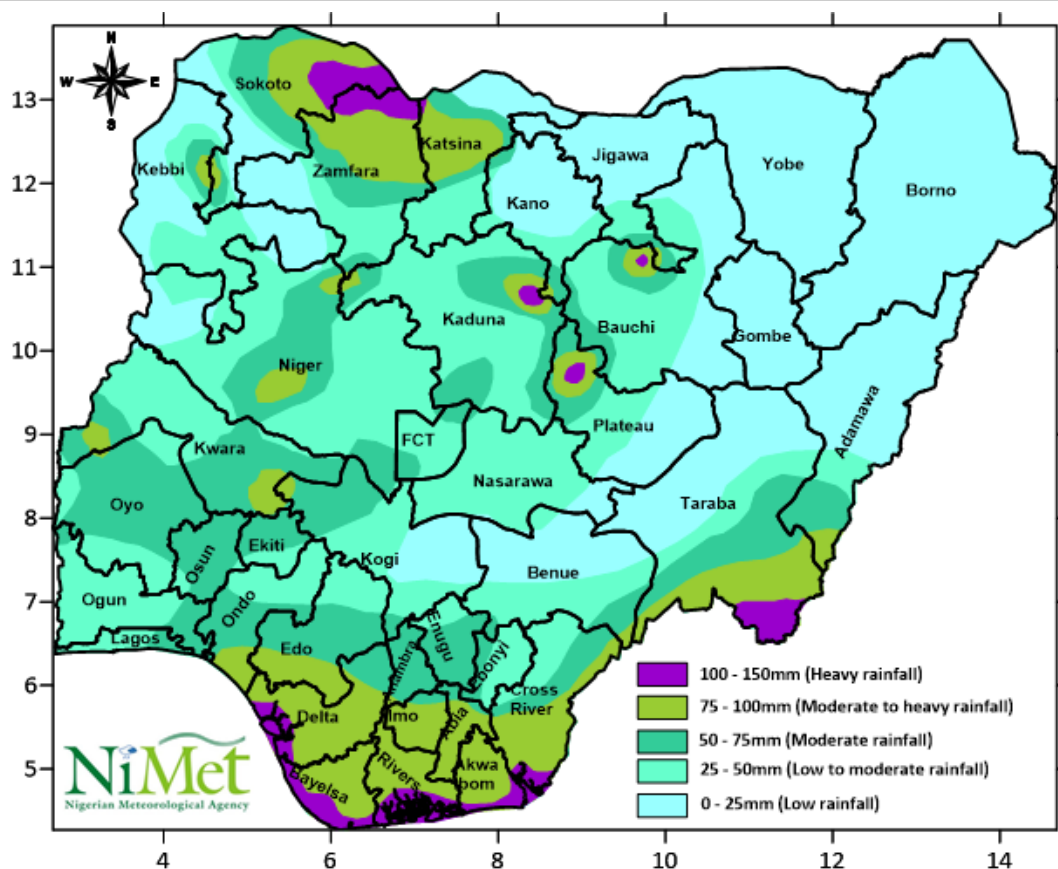 N
W E
S
13
12
11
10
9
8
7
6
5
4 6 8 10 12 14
Sokoto
Katsina
Kebbi
Zamfara
Jigawa
Yobe
Kano
Borno
Kaduna
Bauchi
Gombe
Niger
Adamawa
Plateau
FCT
Kwara
Nasarawa
Taraba
Oyo
Osun
Ekiti
Kogi
Benue
Ogun
Ondo
Lagos
Edo
Enugu
Ebonyi
Cross
River
Delta
Imo
Abia
Akwa
Bayelsa
Rivers
100 - 150mm (Heavy rainfall)
75 - 100mm (Moderate to heavy rainfall)
50 - 75mm (Moderate rainfall)
25 - 50mm (Low to moderate rainfall)
0 - 25mm (Low rainfall)
NiMet
Nigerian Meteorological Agency